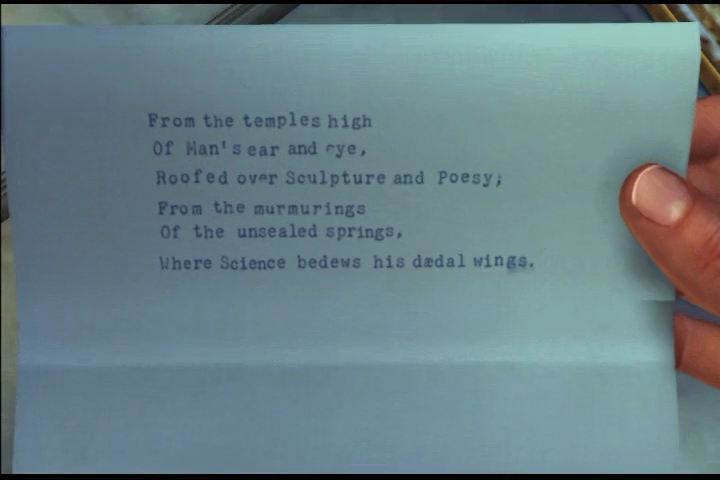 From the temples high
Of Man's ear and eye,
Roofed over Sculpture and Poesy;
From the murmurings
Of the unsealed springs,
Where Science bedews his dædal wings.